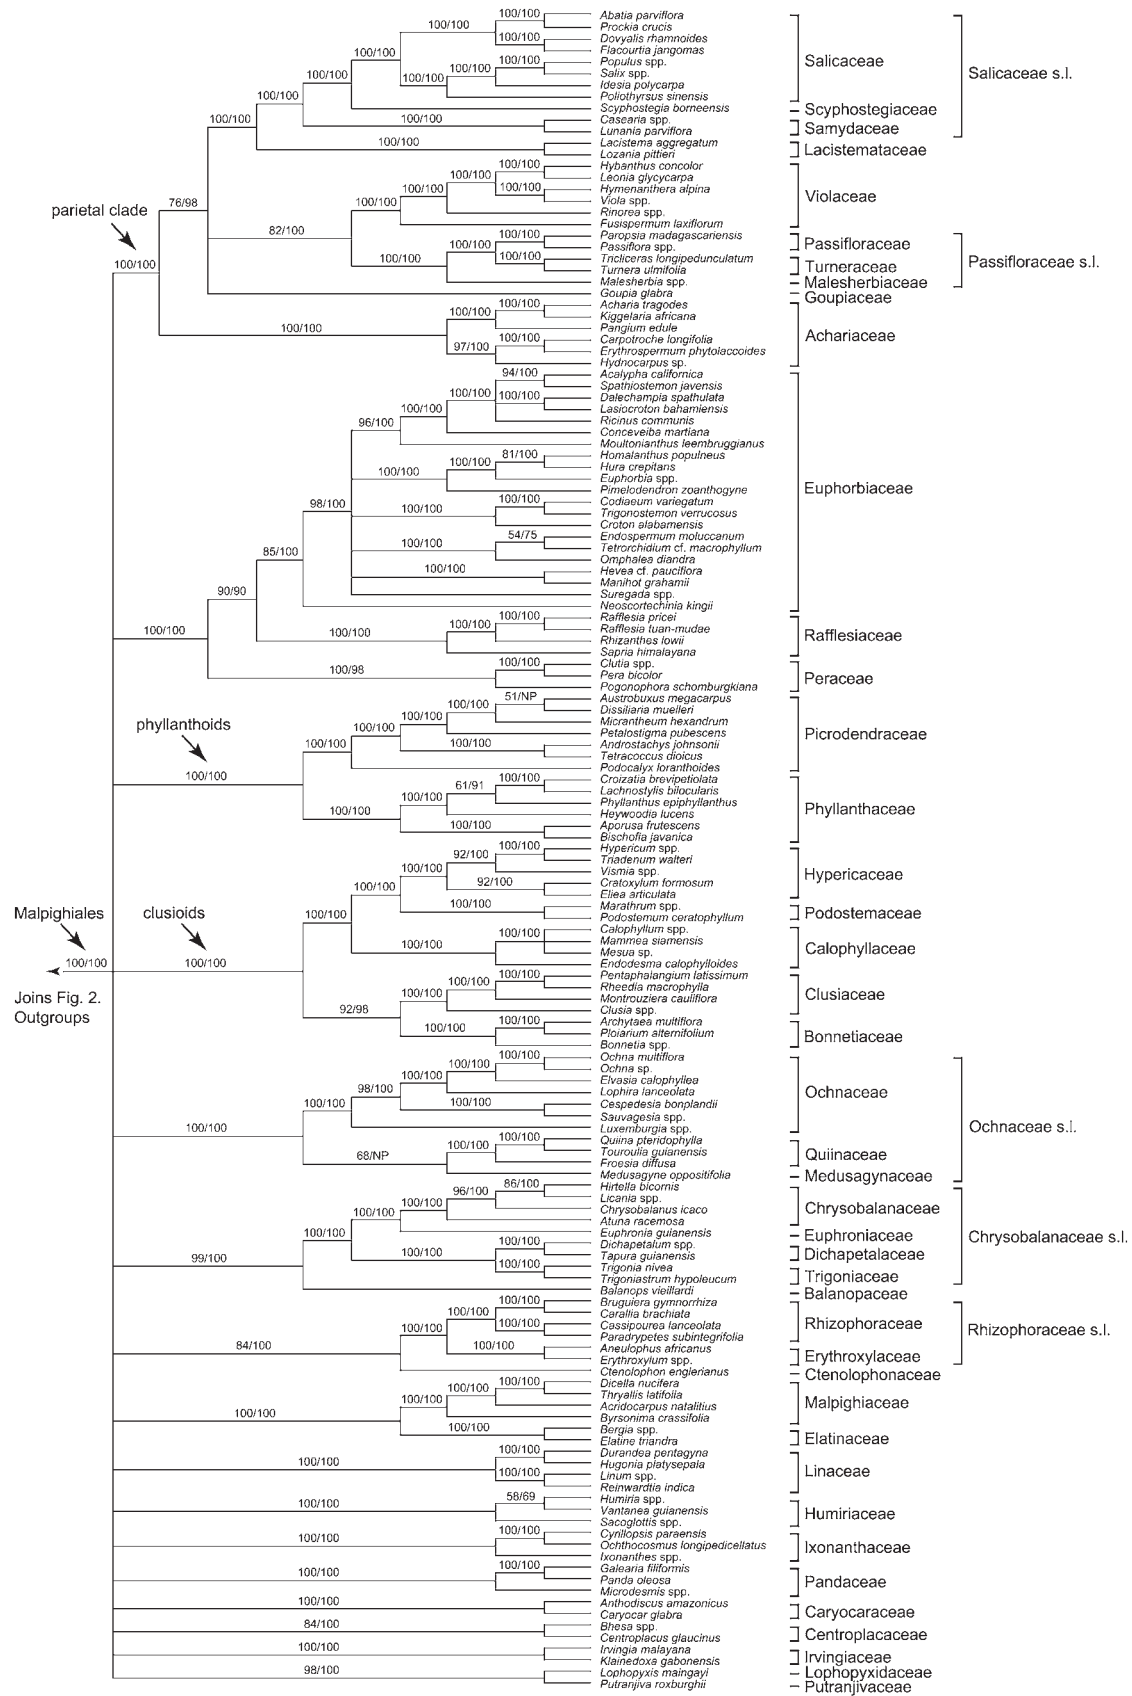 Abatia parviflora
Prockia crucis
Dovyalis rhamnoides
Flacourtia jangomas
Populus spp.
Salix spp.
Idesia polycarpa
Poliothyrsus sinensis
Scyphostegia borneensis
Casearia spp.
Lunania parviflora
Lacistema aggregatum
Lozania pittieri
Hybanthus concolor
Leonia glycycarpa
Hymenanthera alpina
Viola spp.
Rinorea spp.
Fusispermum laxiflorum
Paropsia madagascariensis
Passiflora spp.
Tricliceras longipedunculatum
Turnera ulmifolia
Malesherbia spp.
Goupia glabra
Acharia tragodes
Kiggelaria africana
Pangium edule
Carpotroche longifolia
Erythrospermum phytolaccoides
Hydnocarpus sp.
Acalypha californica
Spathiostemon javensis
Dalechampia spathulata
Lasiocroton bahamiensis
Ricinus communis
Conceveiba martiana
Moultonianthus leembruggianus
Homalanthus populneus
Hura crepitans
Euphorbia spp.
Pimelodendron zoanthogyne
Codiaeum variegatum
Trigonostemon verrucosus
Croton alabamensis
Endospermum moluccanum
Tetrorchidium cf. macrophyllum
Omphalea diandra
Hevea cf. pauciflora
Manihot grahamii
Suregada spp.
Neoscortechinia kingii
Rafflesia pricei
Rafflesia tuan-mudae
Rhizanthes lowii
Sapria himalayana
Clutia spp.
Pera bicolor
Pogonophora schomburgkiana
Austrobuxus megacarpus
Dissiliaria muelleri
Micrantheum hexandrum
Petalostigma pubescens
Androstachys johnsonii
Tetracoccus dioicus
Podocalyx loranthoides
Croizatia brevipetiolata
Lachnostylis bilocularis
Phyllanthus epiphyllanthus
Heywoodia lucens
Aporusa frutescens
Bischofia javanica
Hypericum spp.
Triadenum walteri
Vismia spp.
Cratoxylum formosum
Eliea articulata
Marathrum spp.
Podostemum ceratophyllum
Calophyllum spp.
Mammea siamensis
Mesua sp.
Endodesma calophylloides
Pentaphalangium latissimum
Rheedia macrophylla
Montrouziera cauliflora
Clusia spp.
Archytaea multiflora
Ploiarium alternifolium
Bonnetia spp.
Ochna multiflora
Ochna sp.
Elvasia calophyllea
Lophira lanceolata
Cespedesia bonplandii
Sauvagesia spp.
Luxemburgia spp.
Quiina pteridophylla
Touroulia guianensis
Froesia diffusa
Medusagyne oppositifolia
Hirtella bicornis
Licania spp.
Chrysobalanus icaco
Atuna racemosa
Euphronia guianensis
Dichapetalum spp.
Tapura guianensis
Trigonia nivea
Trigoniastrum hypoleucum
Balanops vieillardi
Bruguiera gymnorrhiza
Carallia brachiata
Cassipourea lanceolata
Paradrypetes subintegrifolia
Aneulophus africanus
Erythroxylum spp.
Ctenolophon englerianus
Dicella nucifera
Thryallis latifolia
Acridocarpus natalitius
Byrsonima crassifolia
Bergia spp.
Elatine triandra
Durandea pentagyna
Hugonia platysepala
Linum spp.
Reinwardtia indica
Humiria spp.
Vantanea guianensis
Sacoglottis spp.
Cyrillopsis paraensis
Ochthocosmus longipedicellatus
Ixonanthes spp.
Galearia filiformis
Panda oleosa
Microdesmis spp.
Anthodiscus amazonicus
Caryocar glabra
Bhesa spp.
Centroplacus glaucinus
Irvingia malayana
Klainedoxa gabonensis
Lophopyxis maingayi
Putranjiva roxburghii
Salicaceae
Scyphostegiaceae
Samydaceae
Lacistemataceae
Violaceae
Passifloraceae
Turneraceae
Malesherbiaceae
Goupiaceae
Achariaceae
Euphorbiaceae
Rafflesiaceae
Peraceae
Picrodendraceae
Phyllanthaceae
Hypericaceae
Podostemaceae
Calophyllaceae
Clusiaceae
Bonnetiaceae
Ochnaceae
Quiinaceae
Medusagynaceae
Chrysobalanaceae
Euphroniaceae
Dichapetalaceae
Trigoniaceae
Balanopaceae
Rhizophoraceae
Erythroxylaceae
Ctenolophonaceae
Malpighiaceae
Elatinaceae
Linaceae
Humiriaceae
Ixonanthaceae
Pandaceae
Caryocaraceae
Centroplacaceae
Irvingiaceae
Lophopyxidaceae
Putranjivaceae
Salicaceae s.l.
Passifloraceae s.l.
Ochnaceae s.l.
Chrysobalanaceae s.l.
Rhizophoraceae s.l.
parietal clade
phyllanthoids
Malpighiales
clusioids
Joins Fig. 2.
Outgroups
100/100
76/98
82/100
97/100
94/100
96/100
81/100
98/100
54/75
85/100
90/90
100/98
51/NP
61/91
92/100
92/100
92/98
98/100
68/NP
86/100
96/100
99/100
84/100
58/69
84/100
98/100